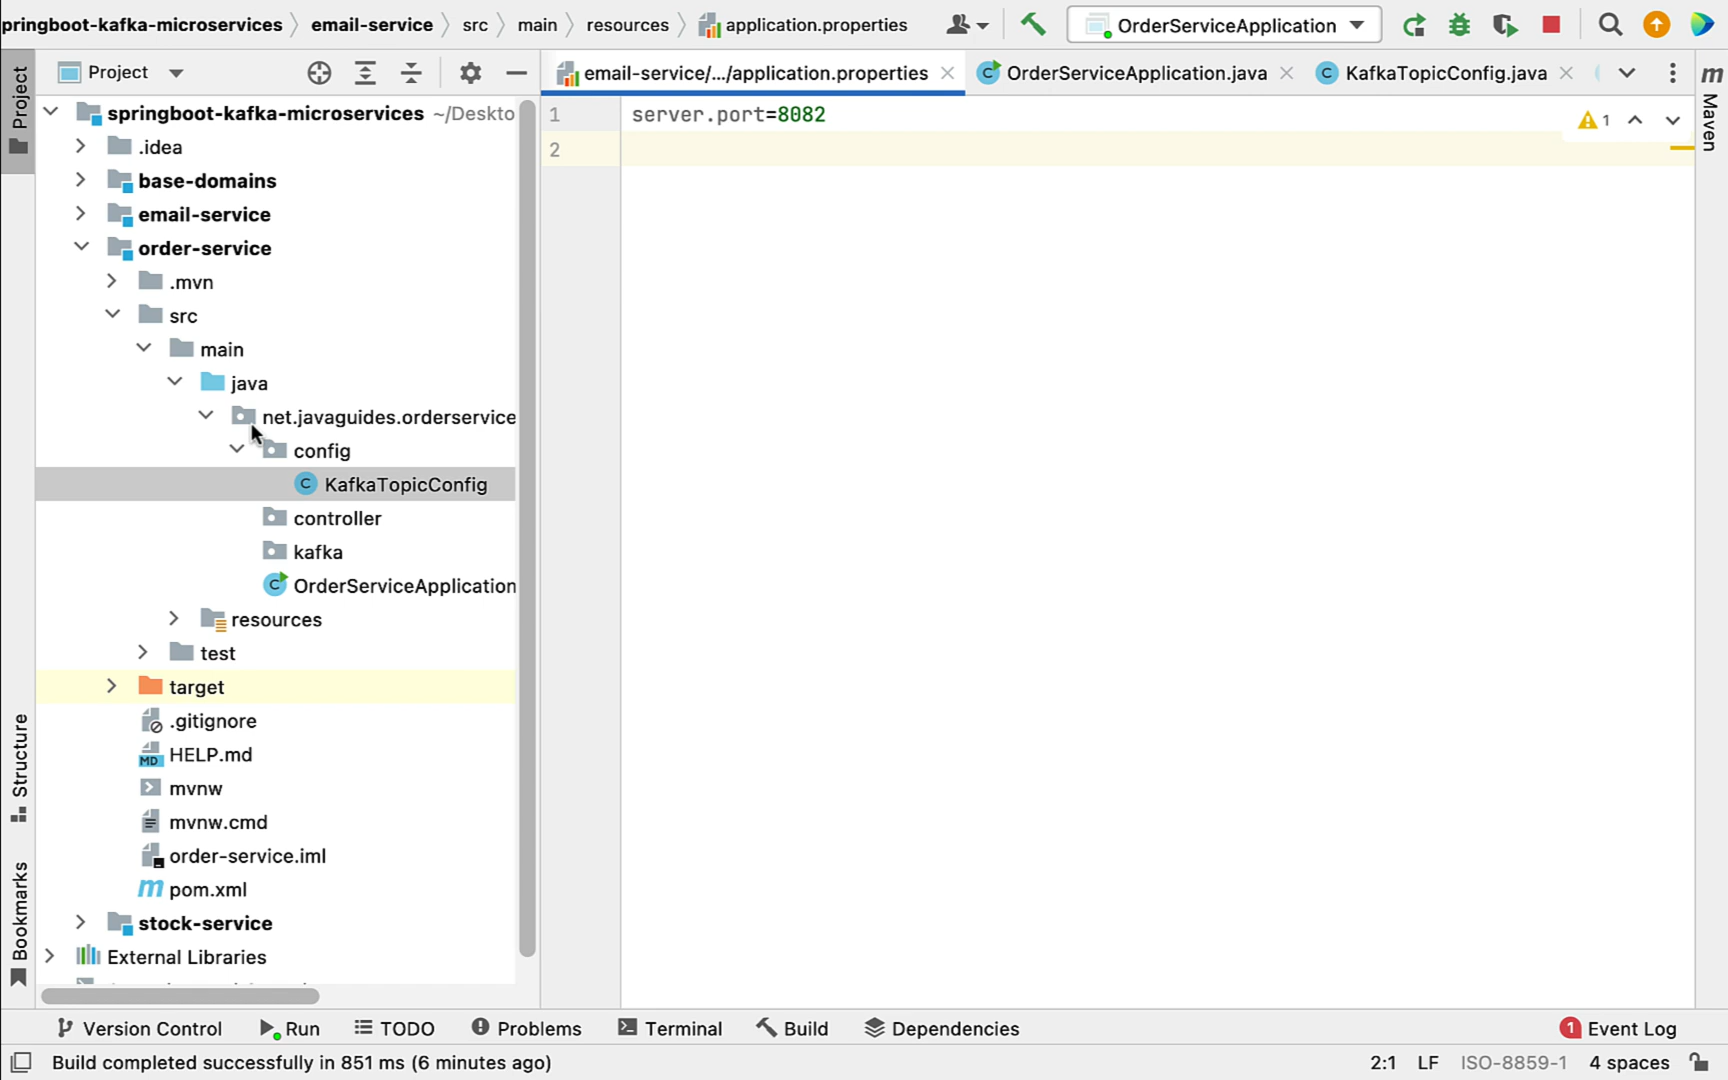 pringboot-kafka-microservices email-service src main resources application.properties OrderServiceApplication
Project
email-service/.../application.properties OrderServiceApplication.java KafkaTopicConfig.java
Project
Structure
Bookmarks
springboot-kafka-microservices ~/Deskto
.idea
base-domains
email-service
order-service
.mvn
src
main
java
net.javaguides.orderservice
config
C KafkaTopicConfig
controller
kafka
C OrderServiceApplication
resources
test
target
.gitignore
MD HELP.md
mvnw
mvnw.cmd
order-service.iml
m pom.xml
stock-service
External Libraries
1 server.port=8082
2
1
m Maven
Version Control Run TODO Problems Terminal Build Dependencies 1 Event Log
Build completed successfully in 851 ms (6 minutes ago) 2:1 LF ISO-8859-1 4 spaces